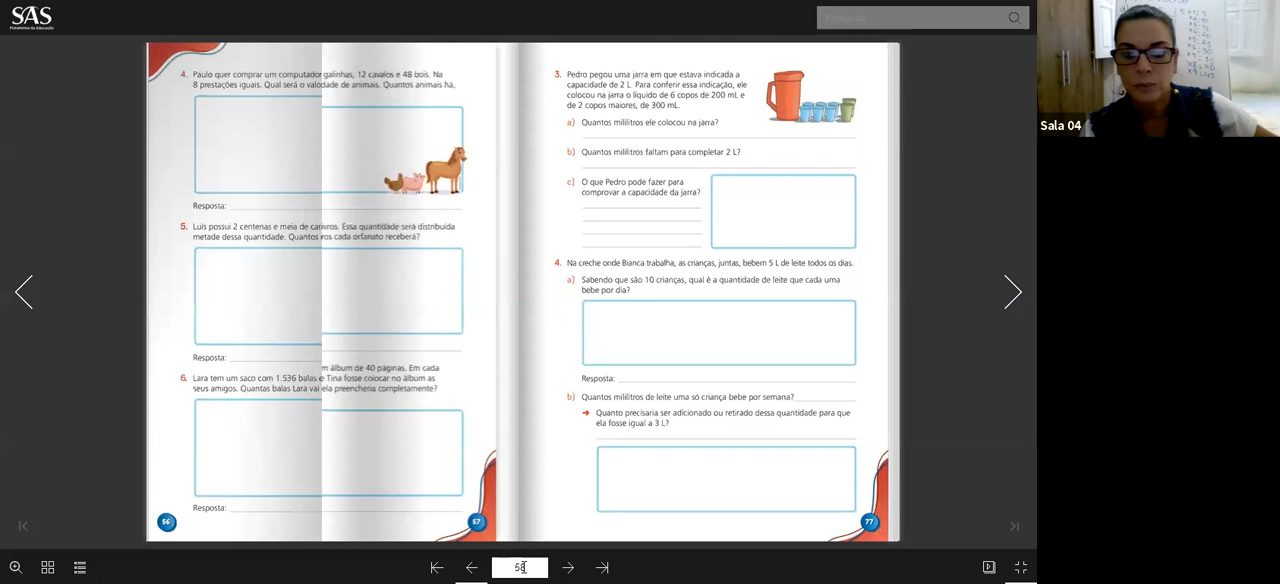 SAS
Plataforma de Educação
4. Paulo quer comprar um computador galinhas, 12 cavalos e 48 bois. Na
8 prestações iguais. Qual será o valo dade de animais. Quantos animais há,
Resposta:
5. Luís possui 2 centenas e meia de carivros. Essa quantidade será distribuída
metade dessa quantidade. Quantos ros cada orfanato receberá?
Resposta:
m álbum de 40 páginas. Em cada
6. Lara tem um saco com 1.536 balas e Tina fosse colocar no álbum as
seus amigos. Quantas balas Lara vai ela preencheria completamente?
Resposta:
56
57
3. Pedro pegou uma jarra em que estava indicada a
capacidade de 2 L. Para conferir essa indicação, ele
colocou na jarra o líquido de 6 copos de 200 mL e
de 2 copos maiores, de 300 mL.
a) Quantos mililitros ele colocou na jarra?
b) Quantos mililitros faltam para completar 2 L?
c) O que Pedro pode fazer para
comprovar a capacidade da jarra?
4. Na creche onde Bianca trabalha, as crianças, juntas, bebem 5 L de leite todos os dias.
a) Sabendo que são 10 crianças, qual é a quantidade de leite que cada uma
bebe por dia?
Resposta:
b) Quantos mililitros de leite uma só criança bebe por semana?
Quanto precisaria ser adicionado ou retirado dessa quantidade para que
ela fosse igual a 3 L?
77
Sala 04